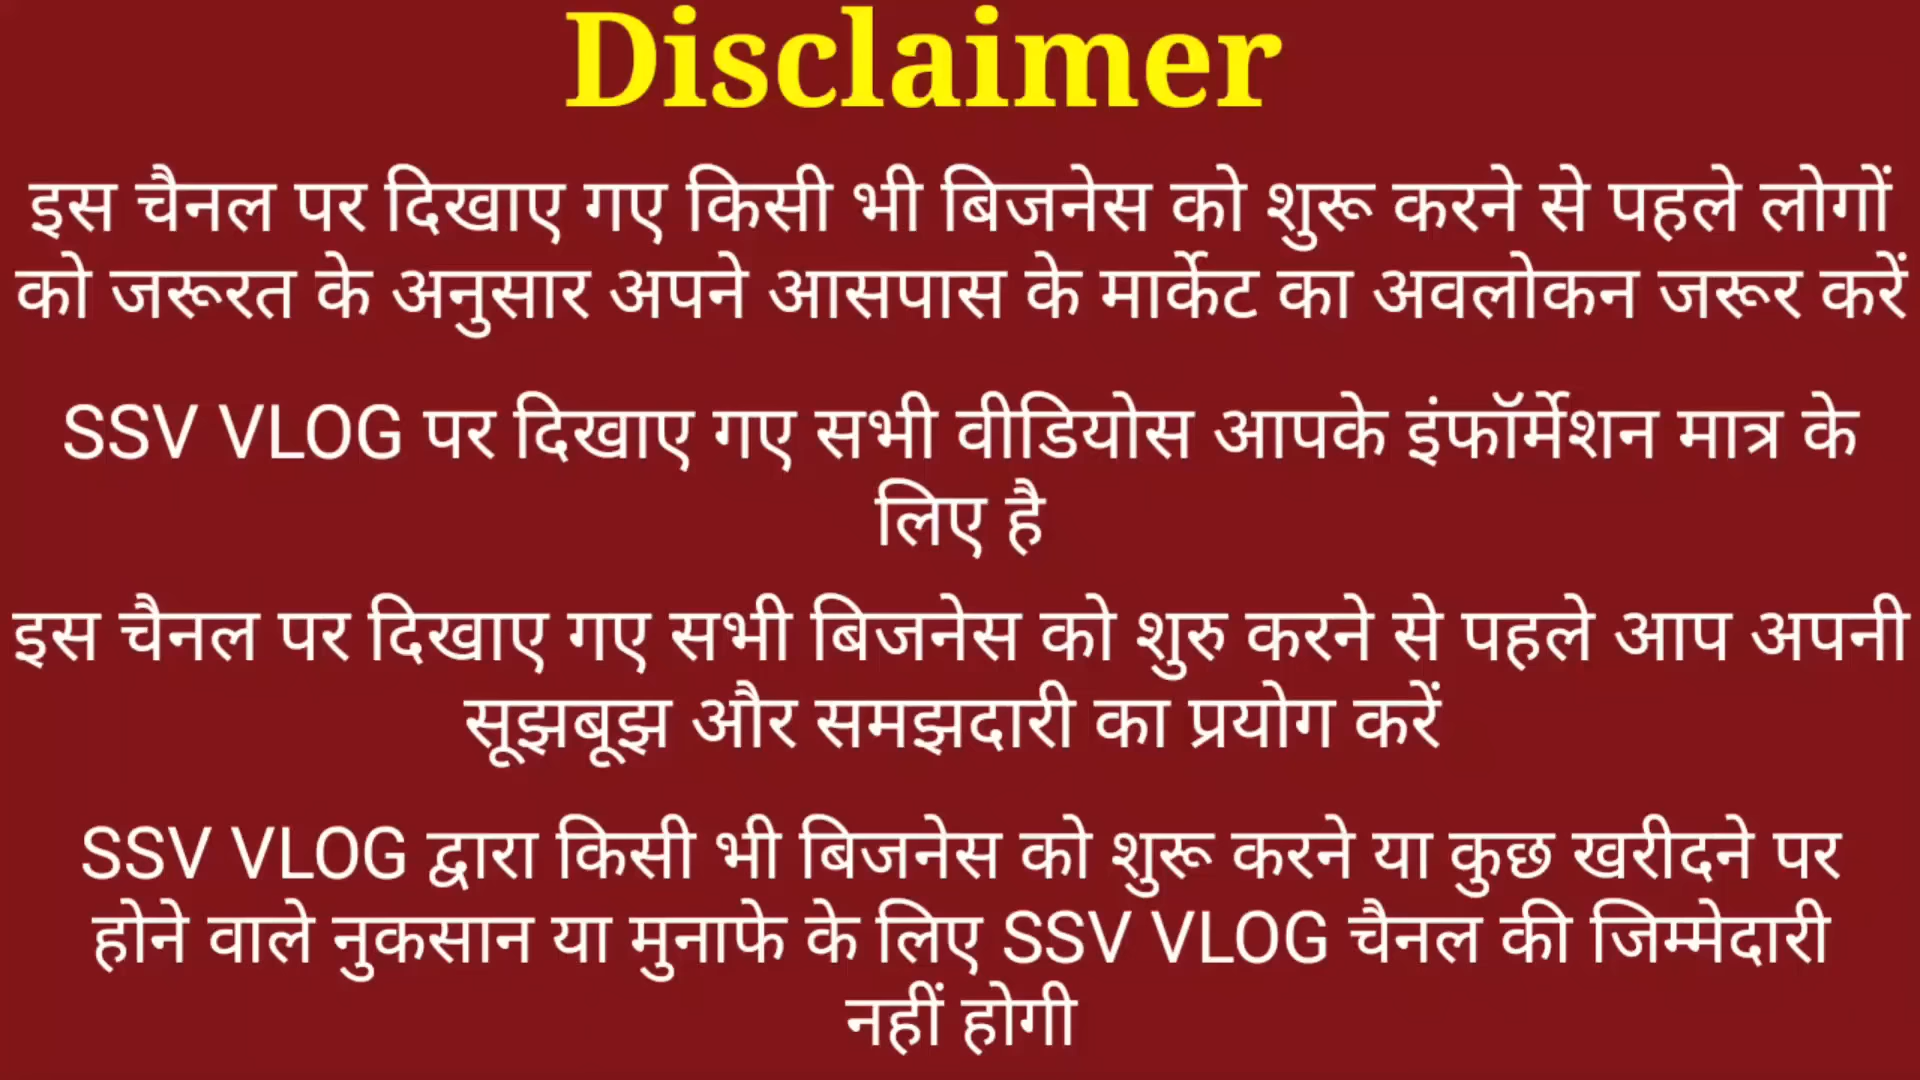 Disclaimer
इस चैनल पर दिखाए गए किसी भी बिजनेस को शुरू करने से पहले लोगों
को जरूरत के अनुसार अपने आसपास के मार्केट का अवलोकन जरूर करें
SSV VLOG पर दिखाए गए सभी वीडियोस आपके इंफॉर्मेशन मात्र के
लिए है
इस चैनल पर दिखाए गए सभी बिजनेस को शुरु करने से पहले आप अपनी
सूझबूझ और समझदारी का प्रयोग करें
SSV VLOG द्वारा किसी भी बिजनेस को शुरू करने या कुछ खरीदने पर
होने वाले नुकसान या मुनाफे के लिए SSV VLOG चैनल की जिम्मेदारी
नहीं होगी